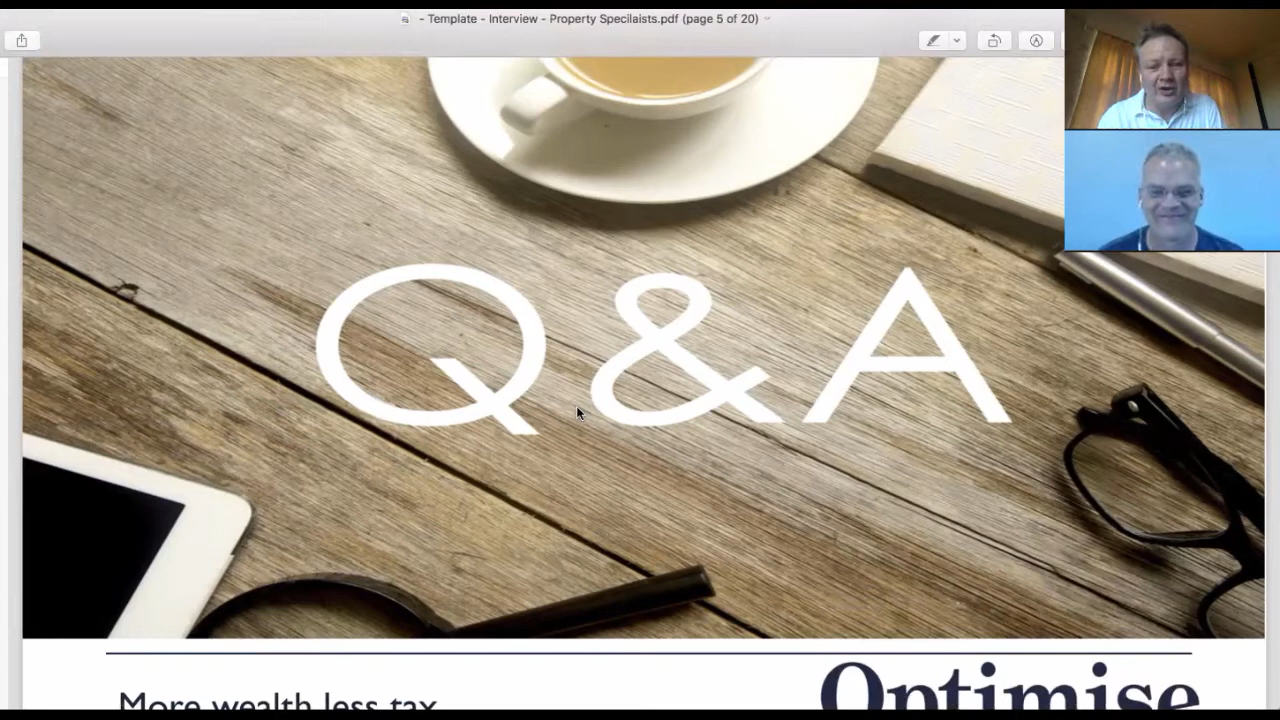 - Template - Interview - Property Specilaists.pdf (page 5 of 20)
Q & A
More wealth less tax
Optimise